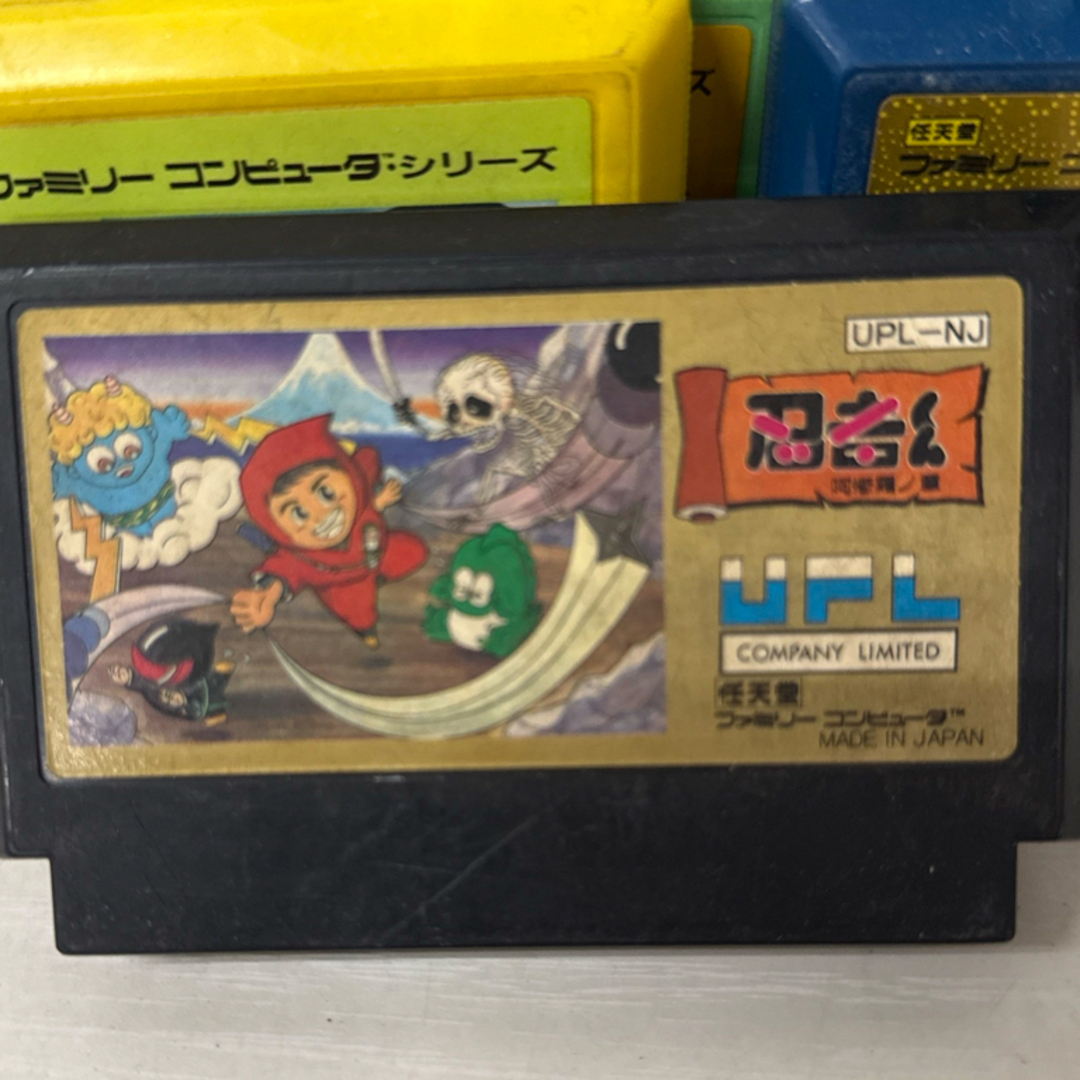 ファミリー コンピュータ・シリーズ
ズ
任天堂
ファミリー コ
UPL-NJ
忍者くん
阿修羅ノ章
UPL
COMPANY LIMITED
任天堂
ファミリー コンピュータ™
MADE IN JAPAN